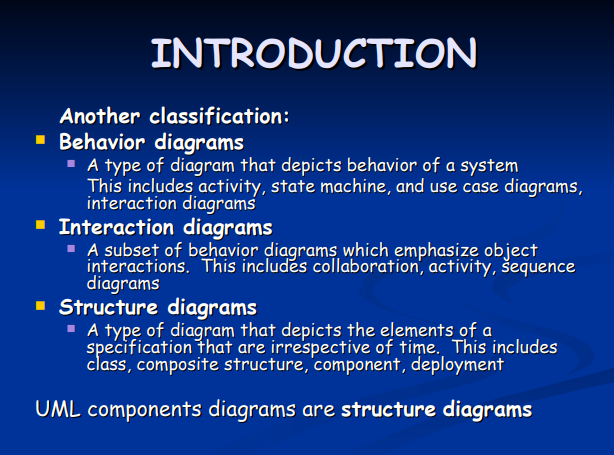 INTRODUCTION
Another classification:
Behavior diagrams
A type of diagram that depicts behavior of a system
This includes activity, state machine, and use case diagrams,
interaction diagrams
Interaction diagrams
A subset of behavior diagrams which emphasize object
interactions. This includes collaboration, activity, sequence
diagrams
Structure diagrams
A type of diagram that depicts the elements of a
specification that are irrespective of time. This includes
class, composite structure, component, deployment
UML components diagrams are structure diagrams